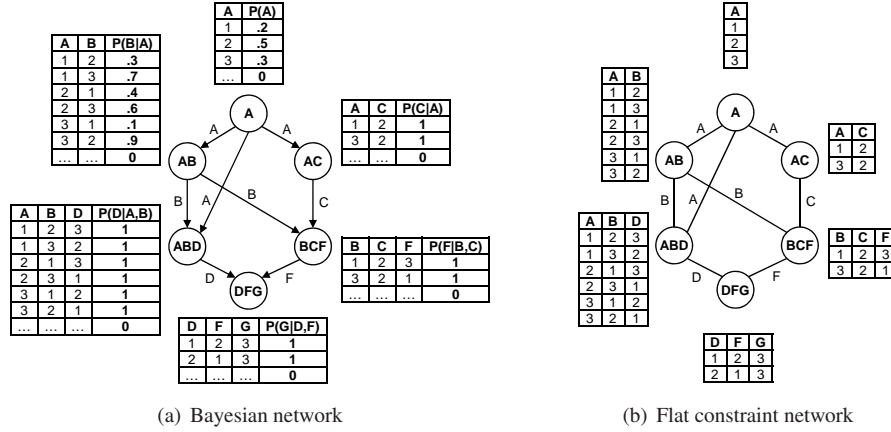 A P(A)
1 .2
2 .5
3 .3
... 0
A B P(B|A)
1 2 .3
1 3 .7
2 1 .4
2 3 .6
3 1 .1
3 2 .9
... ... 0
A C P(C|A)
1 2 1
3 2 1
... ... 0
A
A A
AB AC
B A B C
ABD BCF
D F
DFG
A B D P(D|A,B)
1 2 3 1
1 3 2 1
2 1 3 1
2 3 1 1
3 1 2 1
3 2 1 1
... ... ... 0
B C F P(F|B,C)
1 2 3 1
3 2 1 1
... ... ... 0
D F G P(G|D,F)
1 2 3 1
2 1 3 1
... ... ... 0
(a) Bayesian network
A
1
2
3
A B
1 2
1 3
2 1
2 3
3 1
3 2
A C
1 2
3 2
A
A A
AB AC
B A B C
ABD BCF
D F
DFG
A B D
1 2 3
1 3 2
2 1 3
2 3 1
3 1 2
3 2 1
B C F
1 2 3
3 2 1
D F G
1 2 3
2 1 3
(b) Flat constraint network